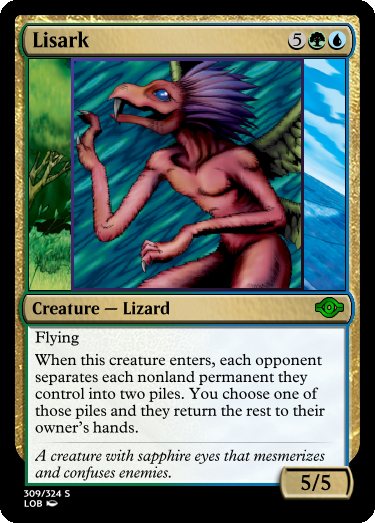 Lisark 5
Creature — Lizard
Flying
When this creature enters, each opponent
separates each nonland permanent they
control into two piles. You choose one of
those piles and they return the rest to their
owner's hands.
A creature with sapphire eyes that mesmerizes
and confuses enemies.
5/5
309/324 S
LOB